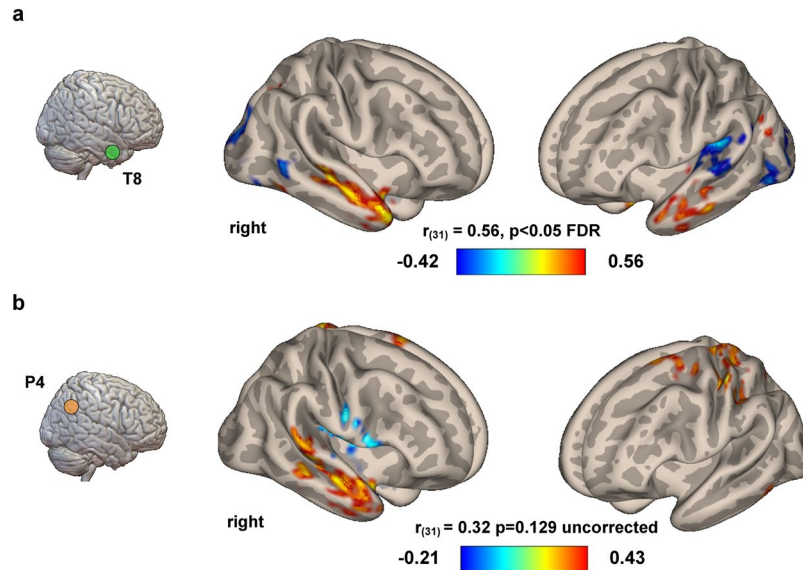 a
T8
right
r(31) = 0.56, p<0.05 FDR
-0.42
0.56
b
P4
right
r(31) = 0.32 p=0.129 uncorrected
-0.21
0.43